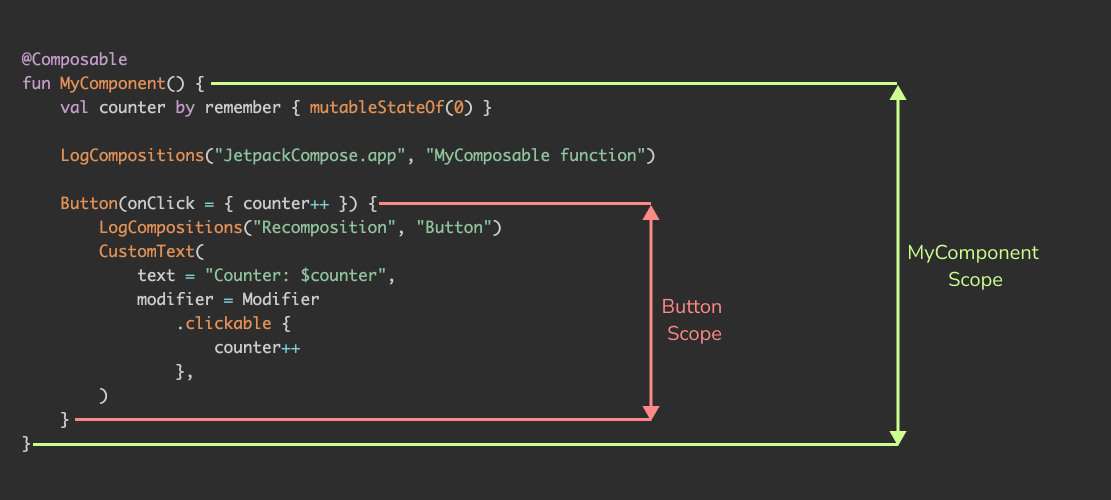 @Composable
fun MyComponent() {
    val counter by remember { mutableStateOf(0) }
    LogCompositions("JetpackCompose.app", "MyComposable function")
    Button(onClick = { counter++ }) {
        LogCompositions("Recomposition", "Button")
        CustomText(
            text = "Counter: $counter",
            modifier = Modifier
                .clickable {
                    counter++
                },
        )
    }
}
Button
Scope
MyComponent
Scope